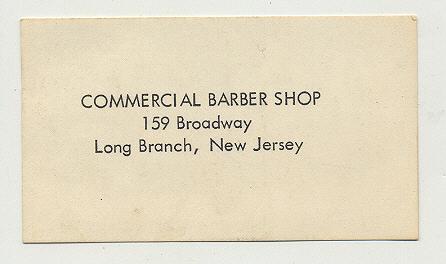 COMMERCIAL BARBER SHOP
159 Broadway
Long Branch, New Jersey